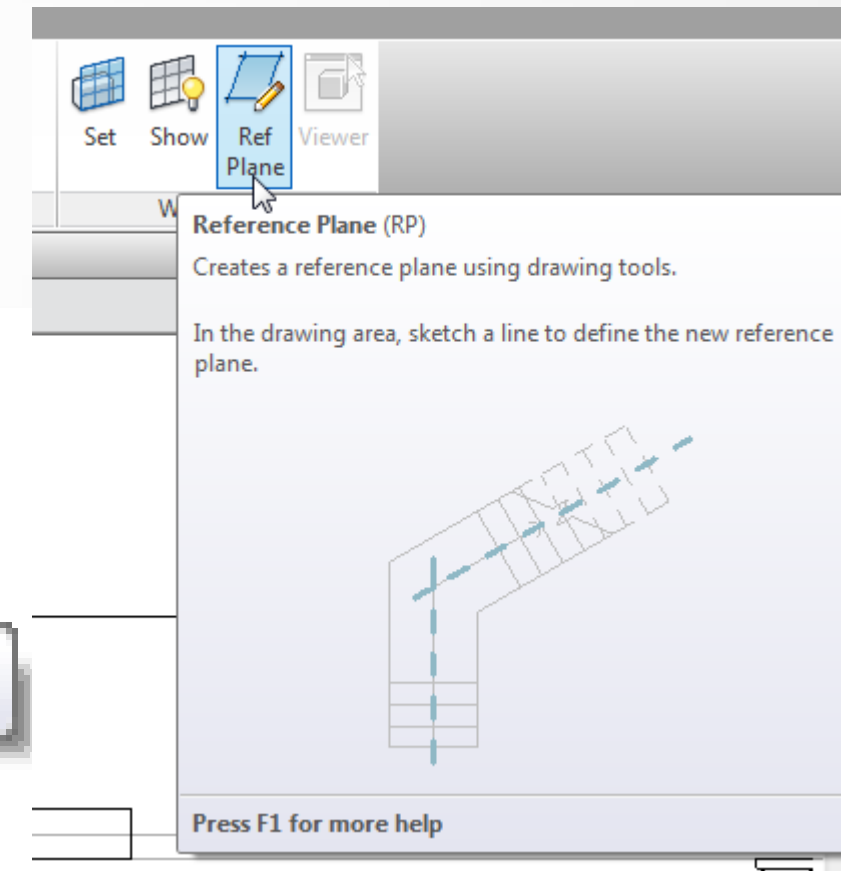 Set Show Ref Viewer
Plane
W
Reference Plane (RP)
Creates a reference plane using drawing tools.
In the drawing area, sketch a line to define the new reference
plane.
Press F1 for more help